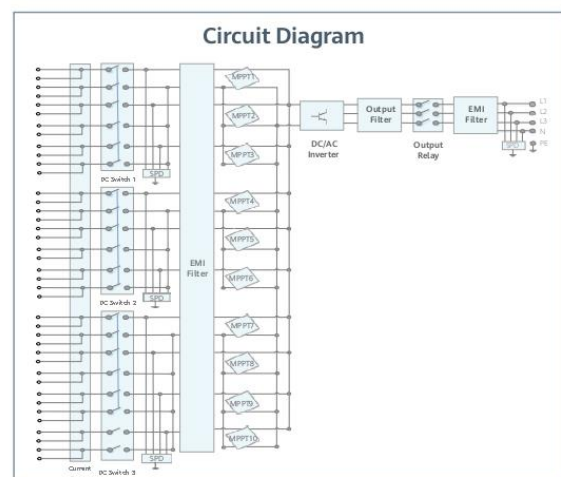 Circuit Diagram
MPPT1
MPPT2
MPPT3
SPD
DC Switch 1
MPPT4
MPPT5
MPPT6
SPD
DC Switch 2
EMI
Filter
MPPT7
MPPT8
MPPT9
MPPT10
SPD
Current
DC Switch 3
DC/AC
Inverter
Output
Filter
Output
Relay
EMI
Filter
SPD
L1
L2
L3
N
PE